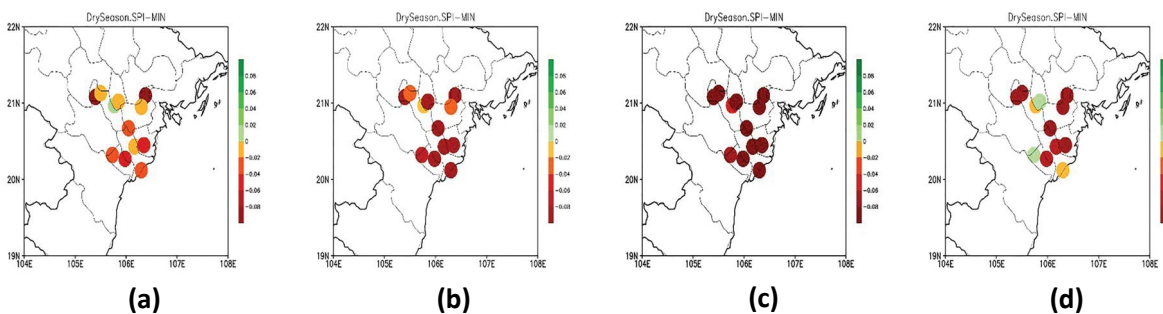 DrySeason.SPI-MIN
22N
21N
20N
19N
104E 105E 106E 107E 108E
0.08
0.06
0.04
0.02
0
-0.02
-0.04
-0.06
-0.08
(a)
DrySeason.SPI-MIN
22N
21N
20N
19N
104E 105E 106E 107E 108E
0.08
0.06
0.04
0.02
0
-0.02
-0.04
-0.06
-0.08
(b)
DrySeason.SPI-MIN
22N
21N
20N
19N
104E 105E 106E 107E 108E
0.08
0.06
0.04
0.02
0
-0.02
-0.04
-0.06
-0.08
(c)
DrySeason.SPI-MIN
22N
21N
20N
19N
104E 105E 106E 107E 108E
(d)